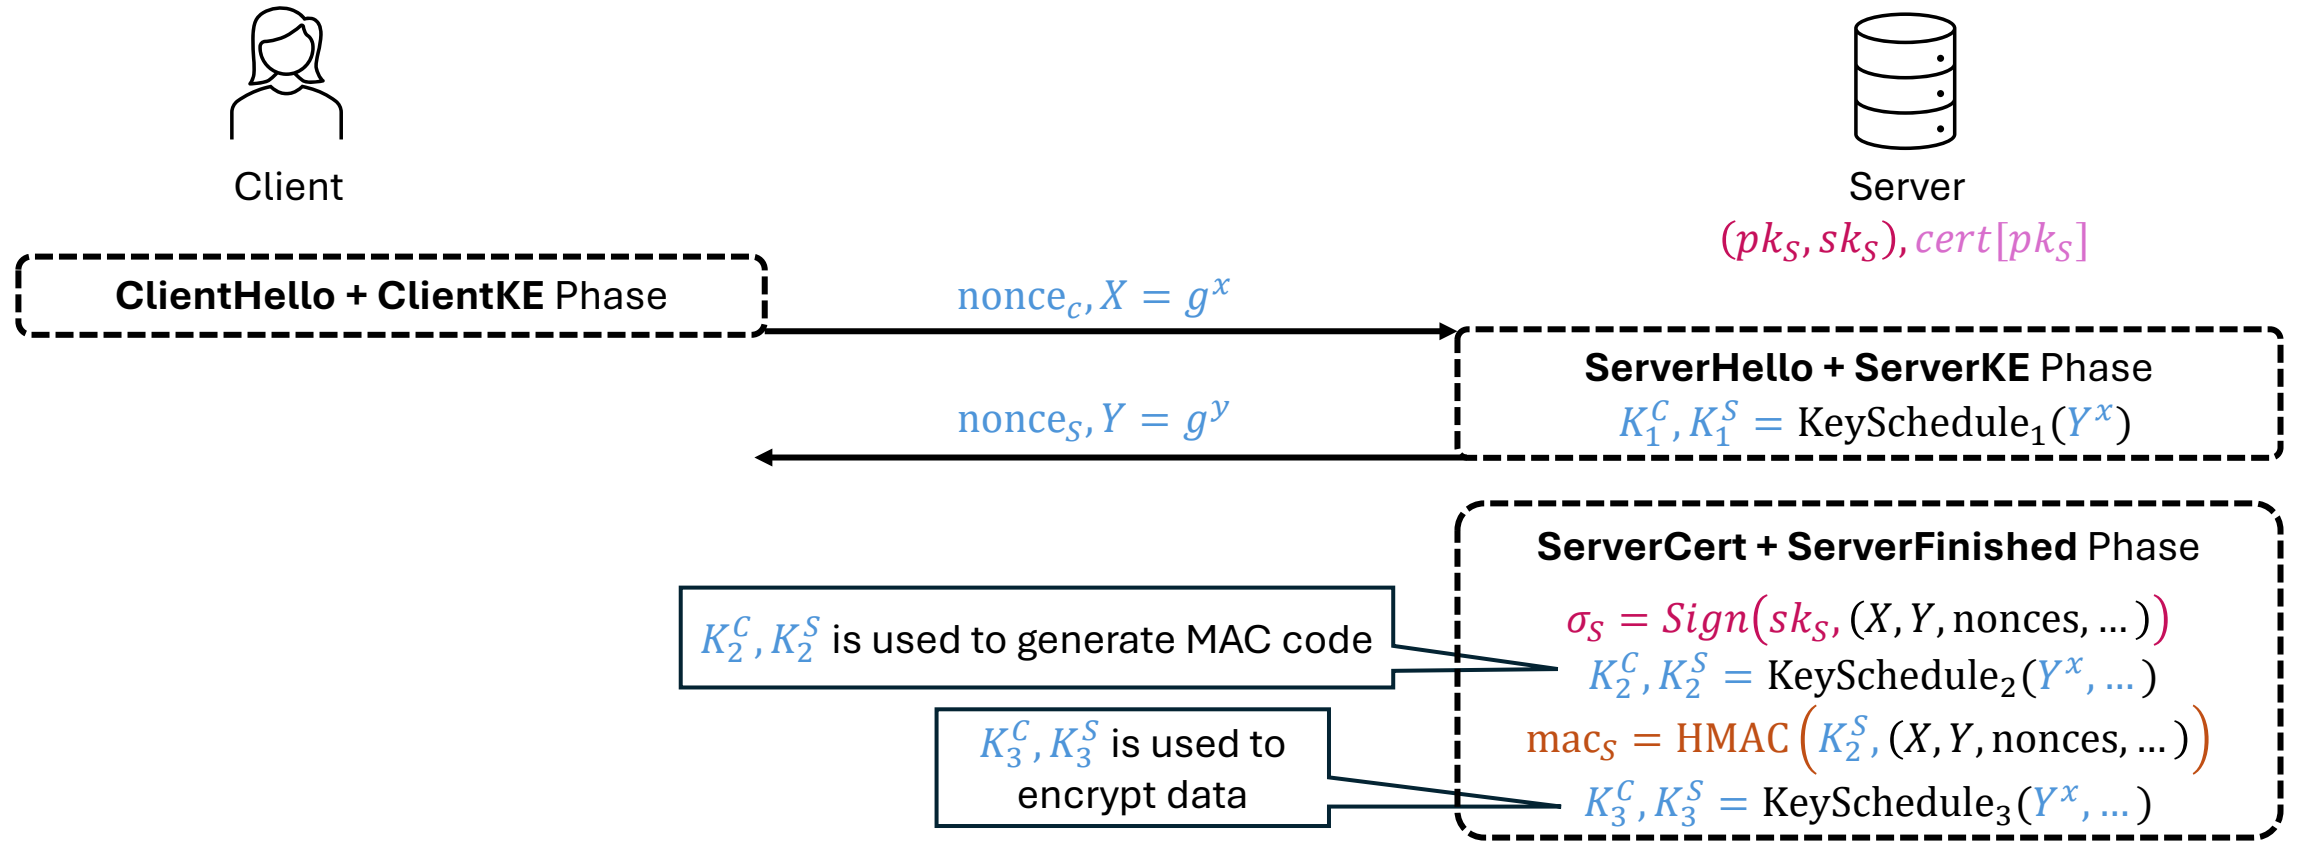 Client
Server
(pk_S, sk_S), cert[pk_S]
ClientHello + ClientKE Phase
nonce_c, X = g^x
ServerHello + ServerKE Phase
K_1^C, K_1^S = KeySchedule_1(Y^x)
nonce_S, Y = g^y
ServerCert + ServerFinished Phase
σ_S = Sign(sk_S, (X, Y, nonces, …))
K_2^C, K_2^S is used to generate MAC code
K_2^C, K_2^S = KeySchedule_2(Y^x, …)
mac_S = HMAC(K_2^S, (X, Y, nonces, …))
K_3^C, K_3^S is used to
encrypt data
K_3^C, K_3^S = KeySchedule_3(Y^x, …)